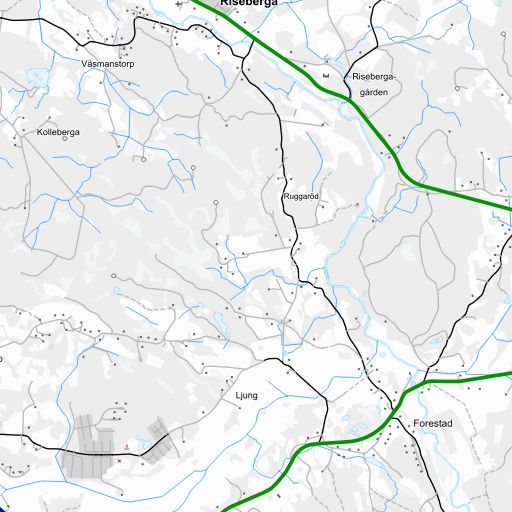 Riseberga
Väsmanstorp
Riseberga-
gården
Kolleberga
Ruggaröd
Ljung
Forestad